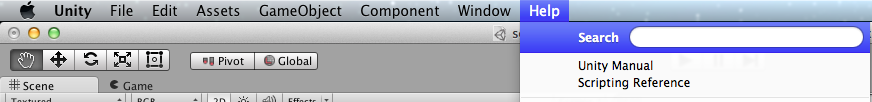 Unity File Edit Assets GameObject Component Window Help
Search
Pivot Global
Unity Manual
Scripting Reference
Scene Game
Textured RGB 2D Effects